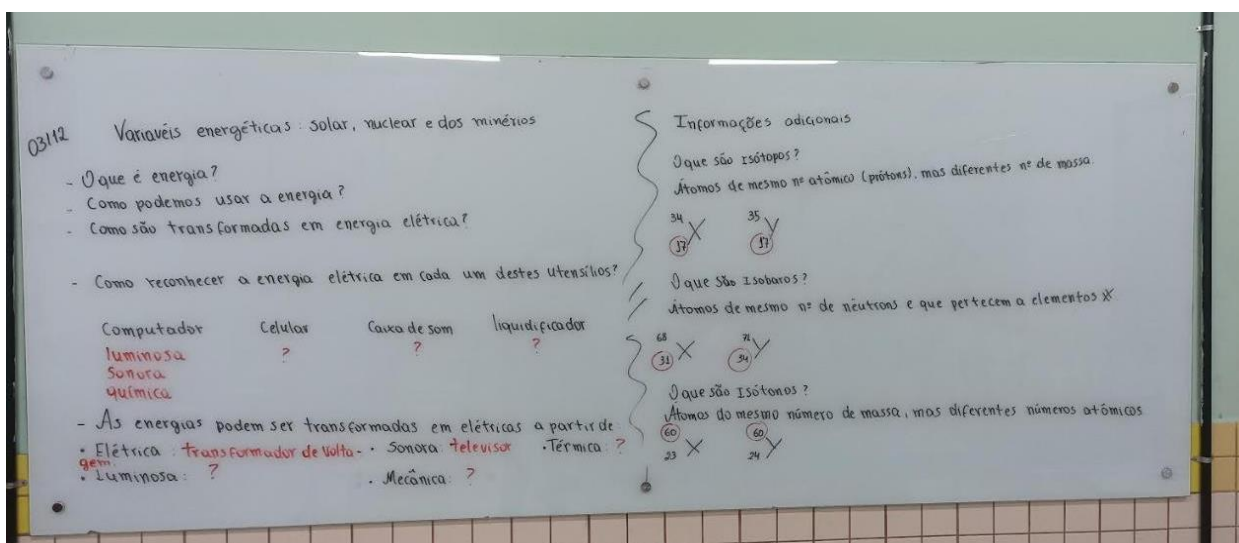 03/12 Variavéis energéticas: solar, nuclear e dos minérios
- O que é energia?
- Como podemos usar a energia?
- Como são transformadas em energia elétrica?
- Como reconhecer a energia elétrica em cada um destes utensílios?
Computador Celular Caixa de som liquidificador
luminosa ? ? ?
Sonora
química
- As energias podem ser transformadas em elétricas a partir de
• Elétrica: transformador de volta- • Sonora: televisor • Térmica: ?
gem.
• Luminosa: ? • Mecânica: ?
Informações adicionais
O que são isótopos?
Átomos de mesmo nº atômico (prótons), mas diferentes nº de massa.
34 X 35 Y
17 17
O que são Isobaros?
Átomos de mesmo nº de nêutrons e que pertecem a elementos X
68 X 71 Y
31 34
O que são Isótonos?
Átomos do mesmo número de massa, mas diferentes números atômicos
60 X 60 Y
23 24